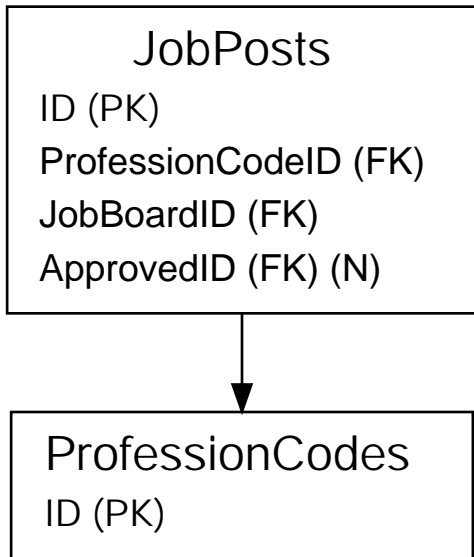 JobPosts
ID (PK)
ProfessionCodeID (FK)
JobBoardID (FK)
ApprovedID (FK) (N)
ProfessionCodes
ID (PK)